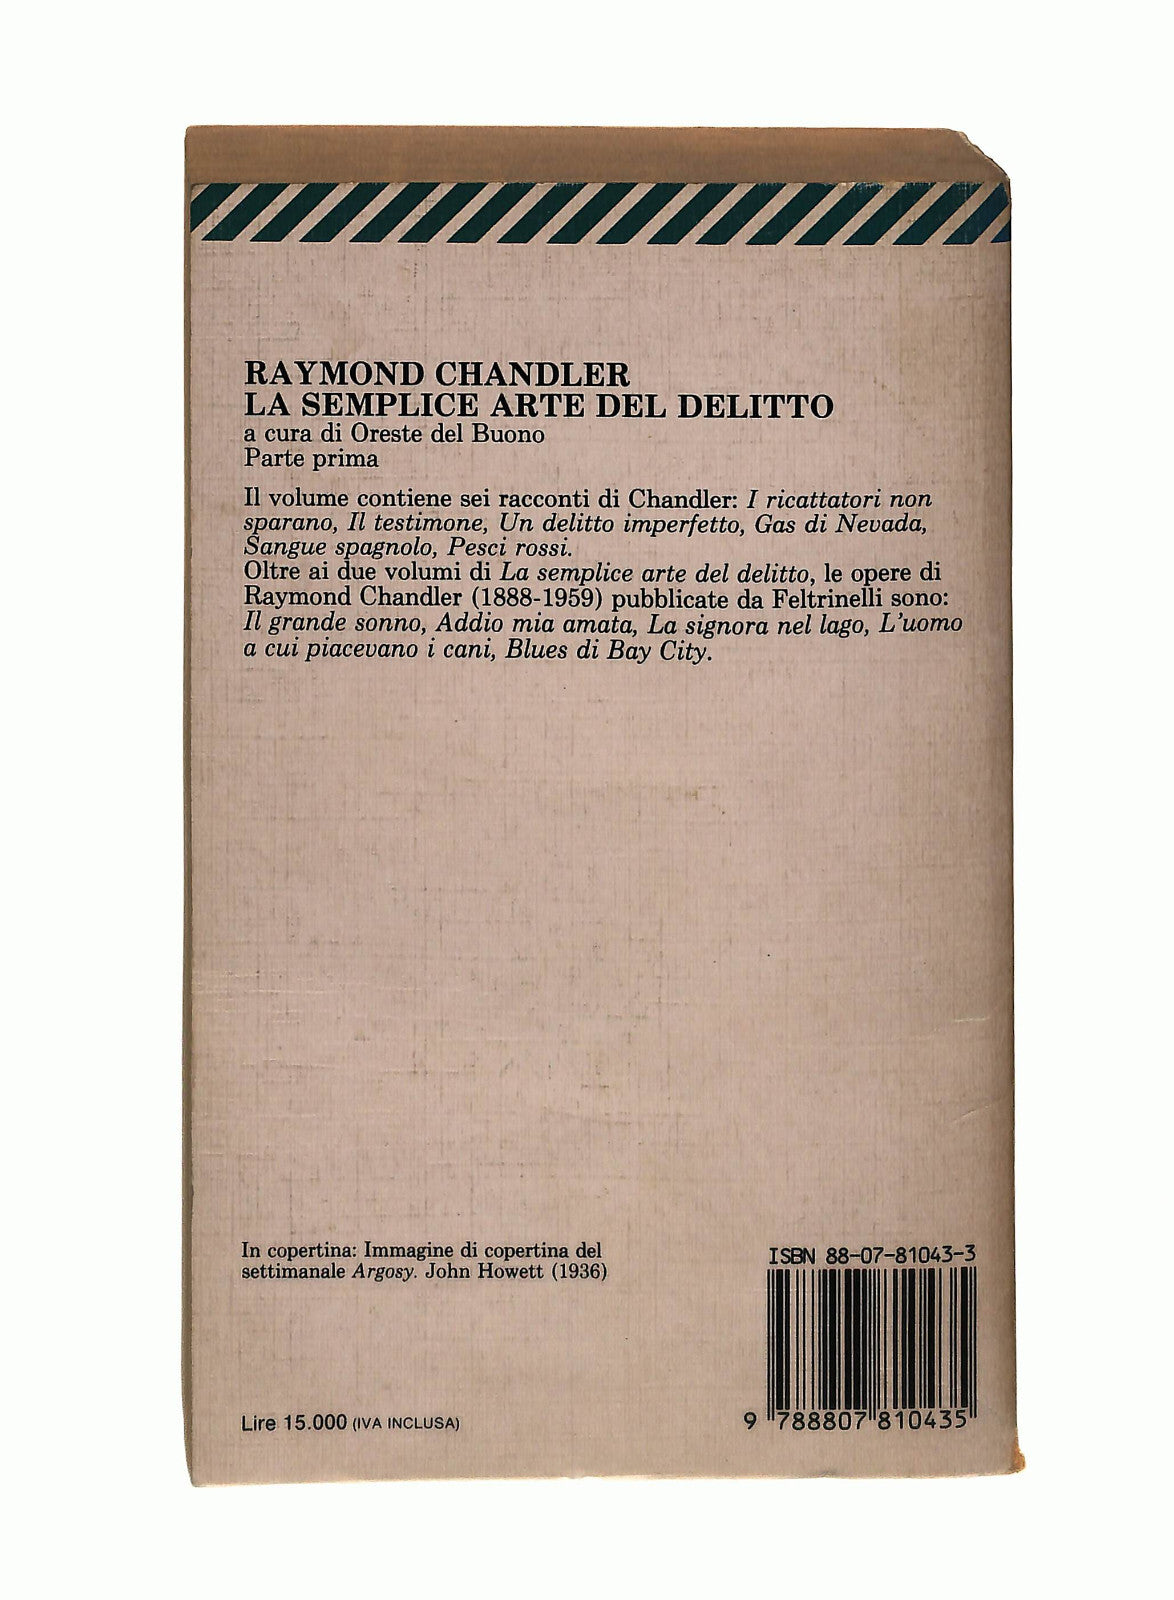 RAYMOND CHANDLER
LA SEMPLICE ARTE DEL DELITTO
a cura di Oreste del Buono
Parte prima
Il volume contiene sei racconti di Chandler: I ricattatori non
sparano, Il testimone, Un delitto imperfetto, Gas di Nevada,
Sangue spagnolo, Pesci rossi.
Oltre ai due volumi di La semplice arte del delitto, le opere di
Raymond Chandler (1888-1959) pubblicate da Feltrinelli sono:
Il grande sonno, Addio mia amata, La signora nel lago, L'uomo
a cui piacevano i cani, Blues di Bay City.
In copertina: Immagine di copertina del
settimanale Argosy. John Howett (1936)
Lire 15.000 (IVA INCLUSA)
ISBN 88-07-81043-3
9 788807 810435